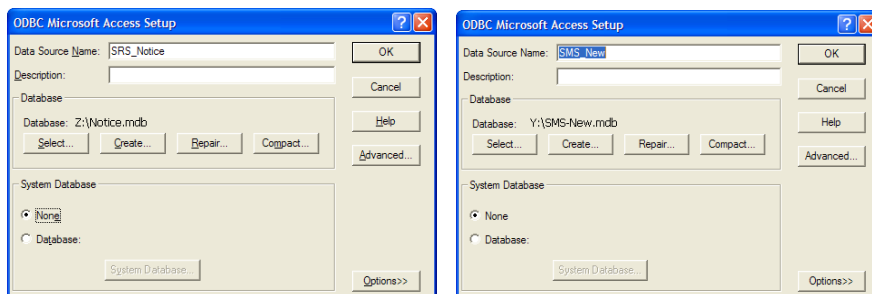 ODBC Microsoft Access Setup
Data Source Name: SRS_Notice
OK
Description:
Cancel
Database
Database: Z:\Notice.mdb
Help
Select... Create... Repair... Compact...
Advanced...
System Database
None
Database:
System Database...
Options>>
ODBC Microsoft Access Setup
Data Source Name: SMS_New
OK
Description:
Cancel
Database
Database: Y:\SMS-New.mdb
Help
Select... Create... Repair... Compact...
Advanced...
System Database
None
Database:
System Database...
Options>>